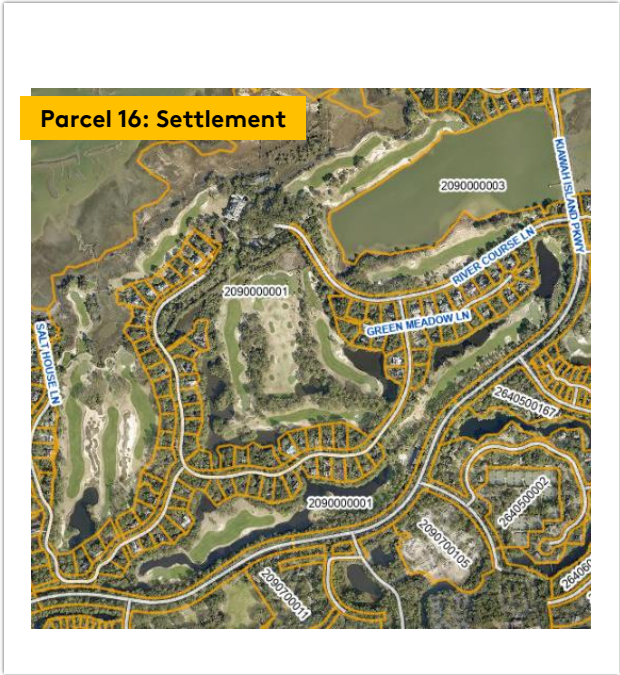 Parcel 16: Settlement
KIAWAH ISLAND PKWY
2090000003
RIVER COURSE LN
2090000001
GREEN MEADOW LN
SALT HOUSE LN
2640500167
2640500002
2090000001
2090700105
2090700011